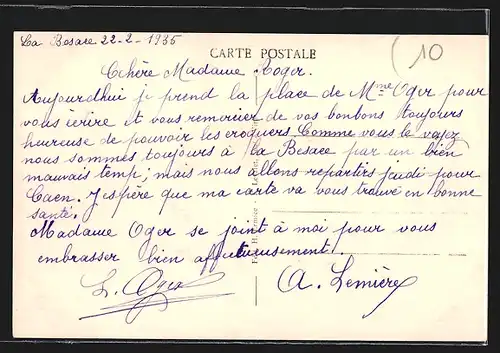 La Besace 22-2-1935
CARTE POSTALE
(10
Chère Madame Roger.
Aujourdhui je prend la place de Mme Oger pour
vous écrire et vous remercier de vos bonbons toujours
heureuse de pouvoir les croquers. Comme vous le voyez
nous sommes toujours à la Besace par un bien
mauvais temp; mais nous allons repartirs jeudi pour
Caen. J'espère que ma carte va vous trouvé en bonne
santé.
Madame Oger se joint à moi pour vous
embrasser bien affectueusement.
L. Oger
A. Lemière